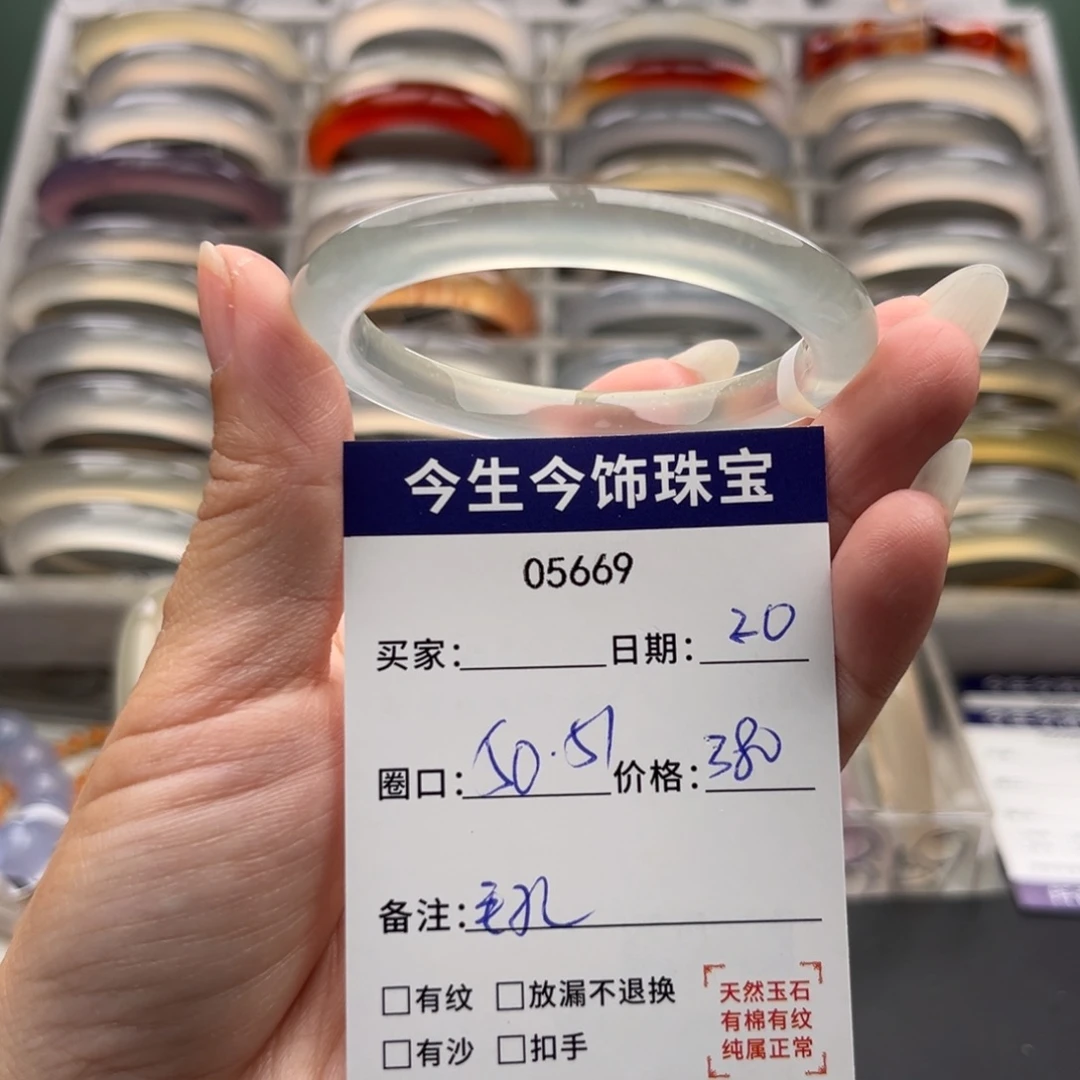 今生今饰珠宝
05669
买家: 日期: 20
圈口: 50.51 价格: 380
备注: 毛孔
□有纹 □放漏不退换
□有沙 □扣手
天然玉石
有棉有纹
纯属正常